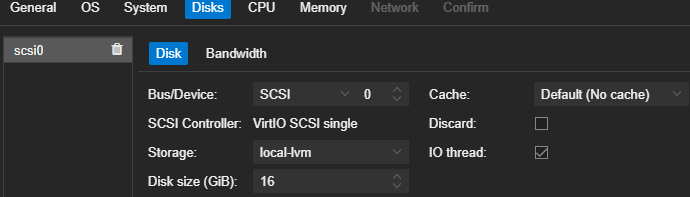 General OS System Disks CPU Memory Network Confirm
scsi0
Disk Bandwidth
Bus/Device: SCSI 0 Cache: Default (No cache)
SCSI Controller: VirtIO SCSI single Discard:
Storage: local-lvm IO thread:
Disk size (GiB): 16